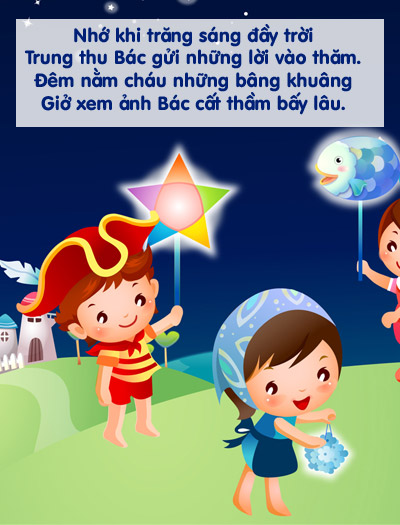 Nhớ khi trăng sáng đầy trời
Trung thu Bác gửi những lời vào thăm.
Đêm nằm cháu những bâng khuâng
Giở xem ảnh Bác cất thầm bấy lâu.